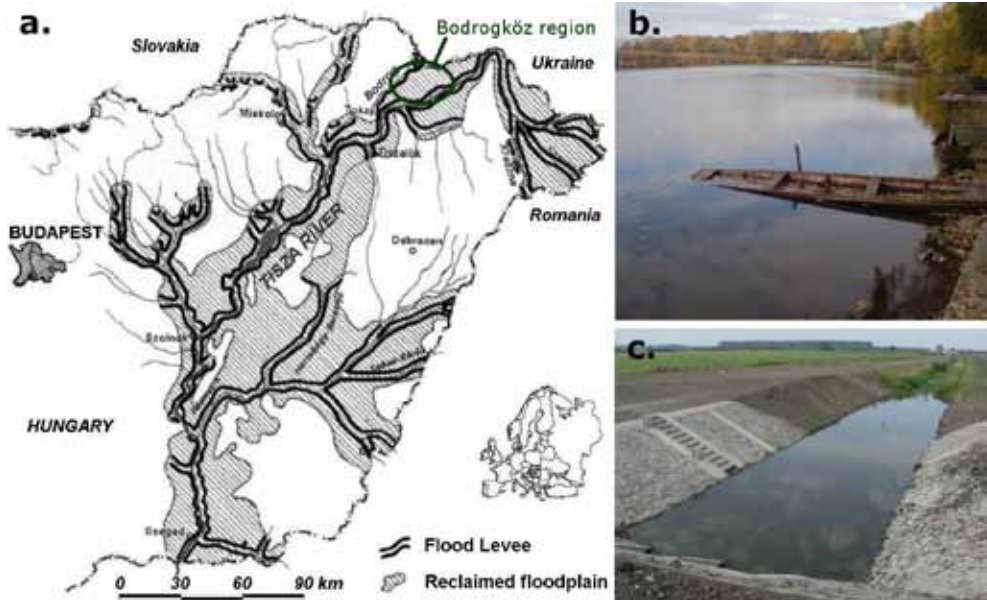 a.
Bodrogköz region
Slovakia
Ukraine
Bodrog
Miskolc
Romania
BUDAPEST
Debrecen
TISZA RIVER
Szolnok
HUNGARY
Szeged
Flood Levee
Reclaimed floodplain
0 30 60 90 km
b.
c.